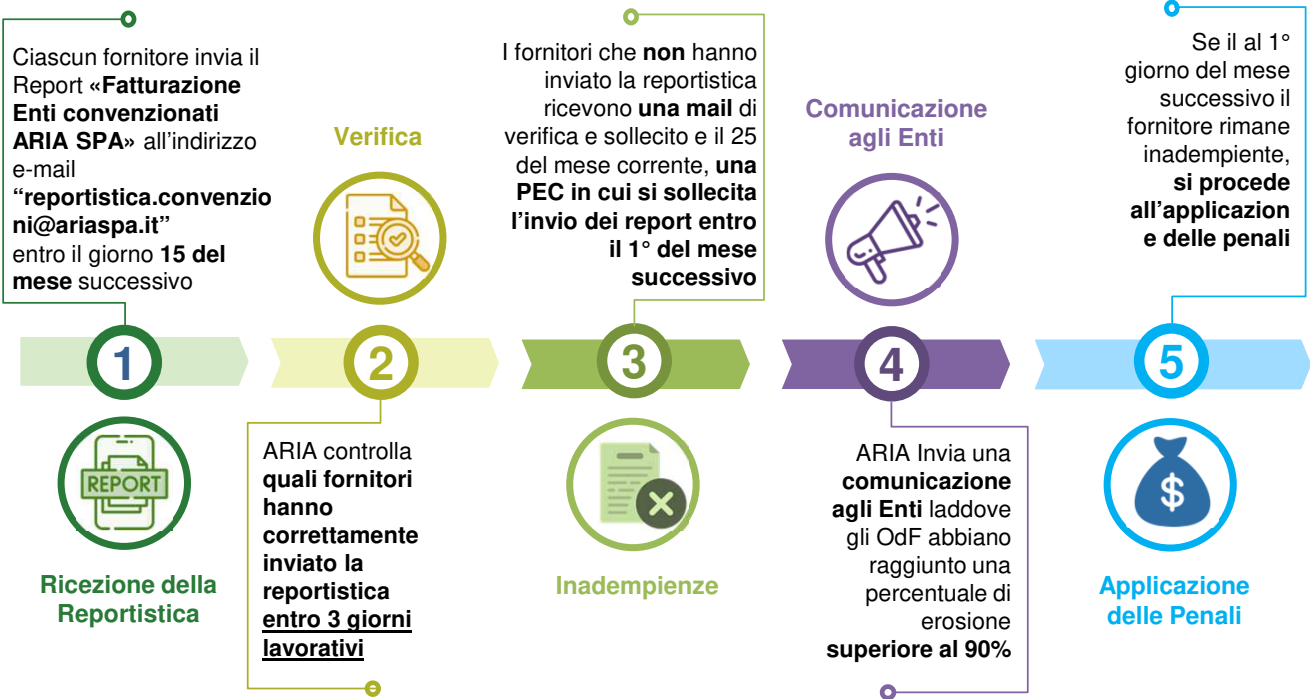 Ciascun fornitore invia il
Report «Fatturazione
Enti convenzionati
ARIA SPA» all'indirizzo
e-mail
“reportistica.convenzio
ni@ariaspa.it”
entro il giorno 15 del
mese successivo
1
REPORT
Ricezione della
Reportistica
Verifica
2
ARIA controlla
quali fornitori
hanno
correttamente
inviato la
reportistica
entro 3 giorni
lavorativi
I fornitori che non hanno
inviato la reportistica
ricevono una mail di
verifica e sollecito e il 25
del mese corrente, una
PEC in cui si sollecita
l'invio dei report entro
il 1° del mese
successivo
3
Inadempienze
Comunicazione
agli Enti
4
ARIA Invia una
comunicazione
agli Enti laddove
gli OdF abbiano
raggiunto una
percentuale di
erosione
superiore al 90%
Se il al 1°
giorno del mese
successivo il
fornitore rimane
inadempiente,
si procede
all'applicazion
e delle penali
5
$
Applicazione
delle Penali